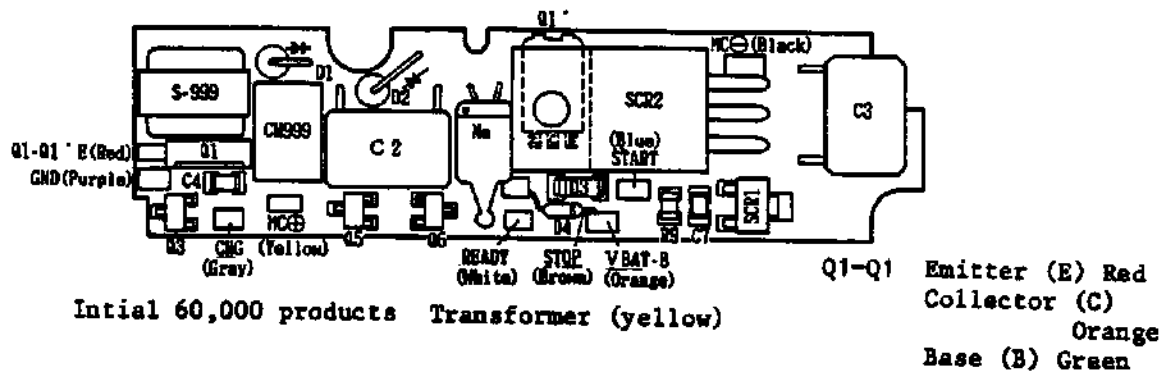 Q1'
MC⊖(Black)
D1
S-999
D2
SCR2
C3
CM999
Ne
C 2
(Blue)
START
Q1-Q1' E(Red)
Q1
GND(Purple)
C4
D3
SCR1
Q3
CHG
(Gray)
MC⊕
(Yellow)
Q5
Q6
D4
R9
C7
READY
(White)
STOP
(Brown)
VBAT-B
(Orange)
Q1-Q1
Emitter (E) Red
Collector (C)
Orange
Base (B) Green
Intial 60,000 products Transformer (yellow)